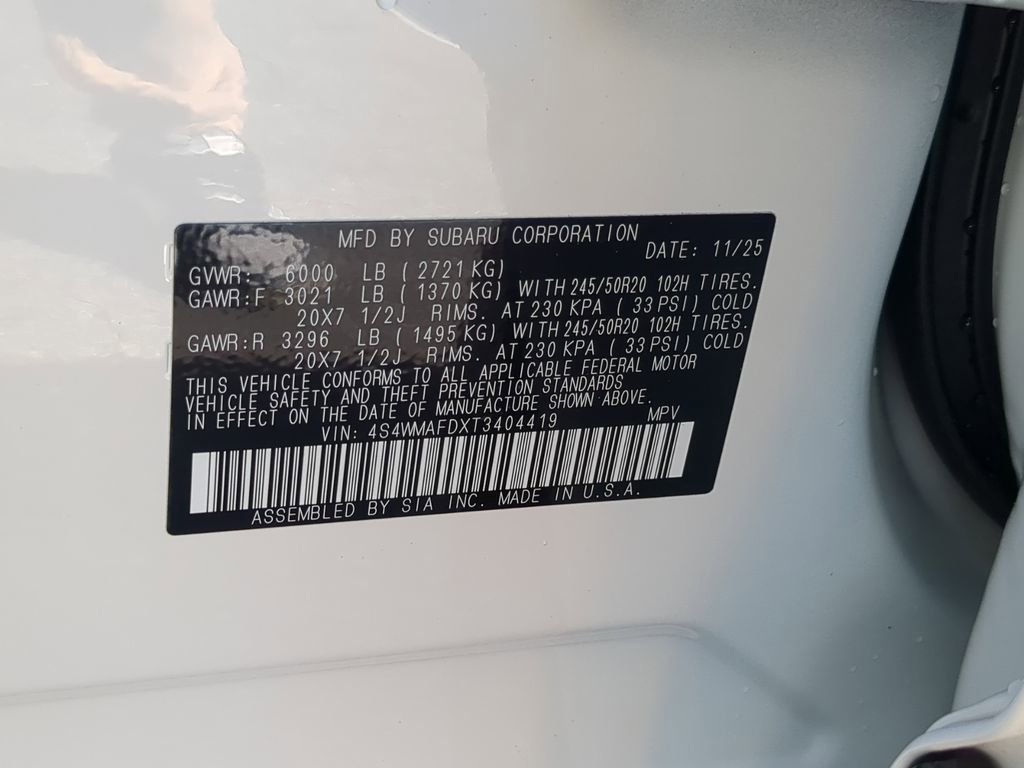 MFD BY SUBARU CORPORATION DATE: 11/25
GVWR: 6000 LB ( 2721 KG)
GAWR:F 3021 LB ( 1370 KG) WITH 245/50R20 102H TIRES.
20X7 1/2J RIMS. AT 230 KPA ( 33 PSI) COLD
GAWR:R 3296 LB ( 1495 KG) WITH 245/50R20 102H TIRES.
20X7 1/2J RIMS. AT 230 KPA ( 33 PSI) COLD
THIS VEHICLE CONFORMS TO ALL APPLICABLE FEDERAL MOTOR
VEHICLE SAFETY AND THEFT PREVENTION STANDARDS
IN EFFECT ON THE DATE OF MANUFACTURE SHOWN ABOVE.
VIN: 4S4WMAFDXT3404419 MPV
ASSEMBLED BY SIA INC. MADE IN U.S.A.